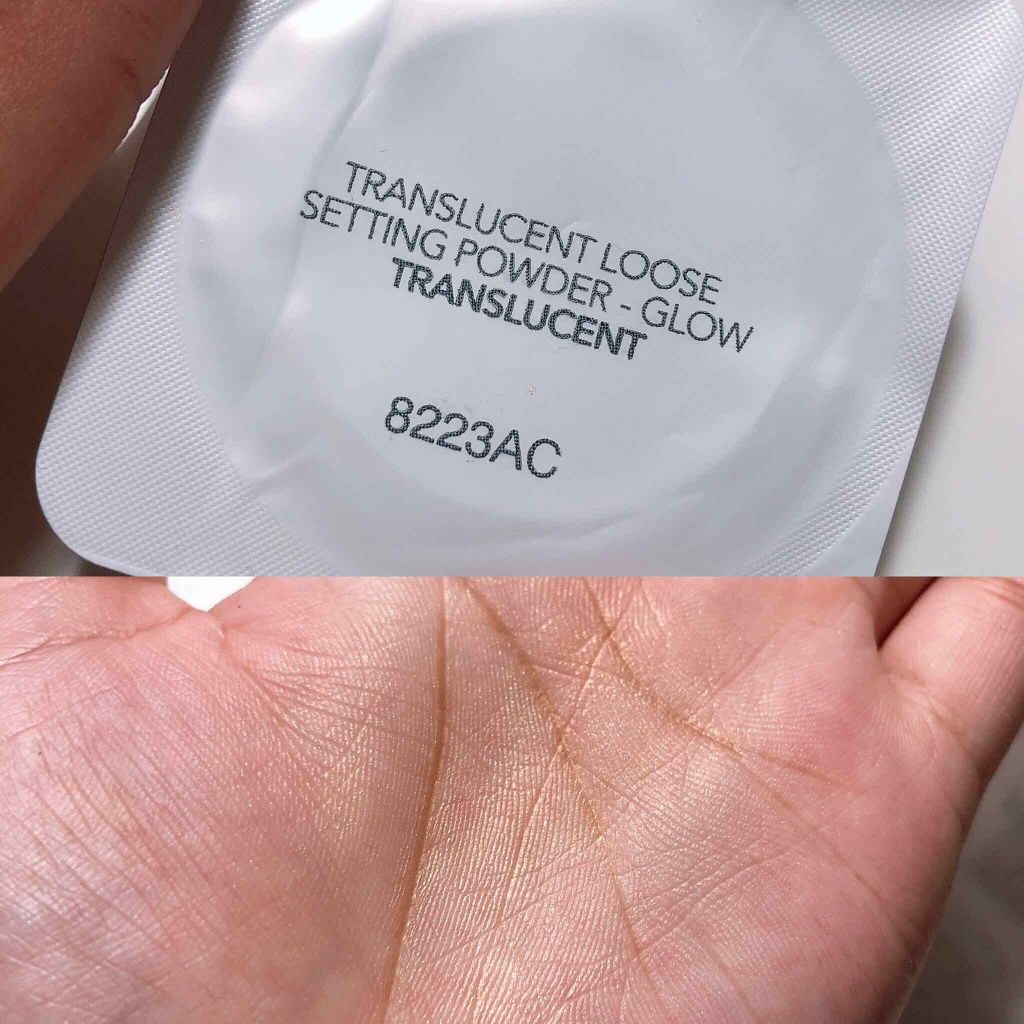 TRANSLUCENT LOOSE
SETTING POWDER - GLOW
TRANSLUCENT
8223AC